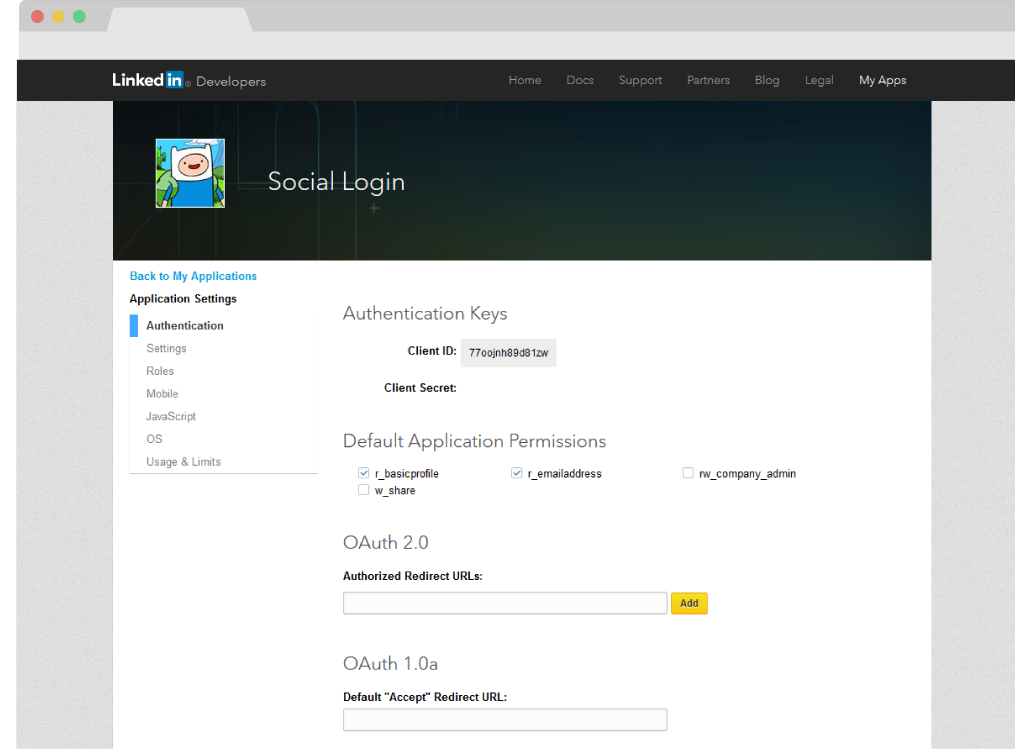 Linked in ® Developers Home Docs Support Partners Blog Legal My Apps
Social Login
Back to My Applications
Application Settings
Authentication
Settings
Roles
Mobile
JavaScript
OS
Usage & Limits
Authentication Keys
Client ID: 77oojnh89d81zw
Client Secret:
Default Application Permissions
r_basicprofile r_emailaddress rw_company_admin
w_share
OAuth 2.0
Authorized Redirect URLs:
Add
OAuth 1.0a
Default "Accept" Redirect URL: